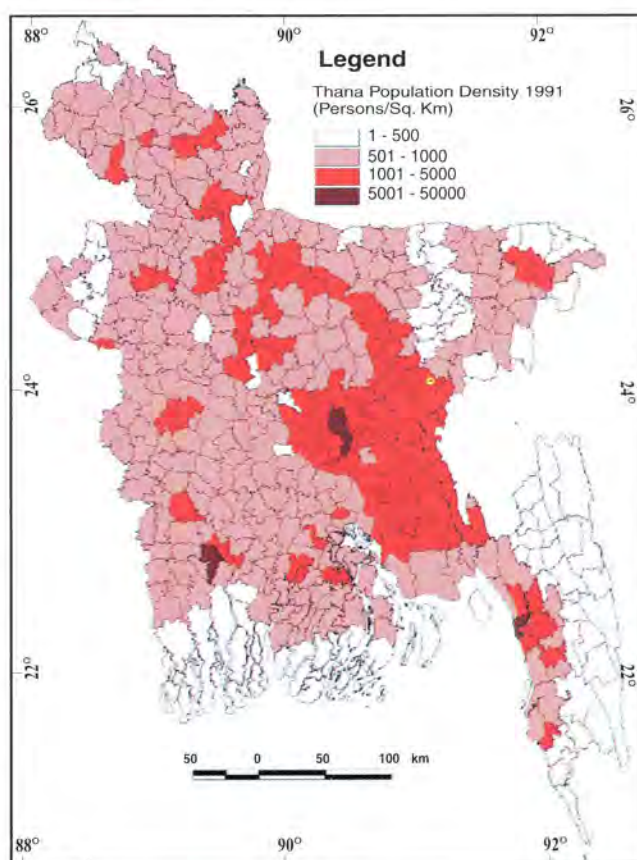 88° 90 92°
Legend
Thana Population Density 1991
(Persons/Sq. Km)
1 - 500
501 - 1000
1001 - 5000
5001 - 50000
26° 26°
24° 24°
22° 22°
50 0 50 100 km
88° 90 92°